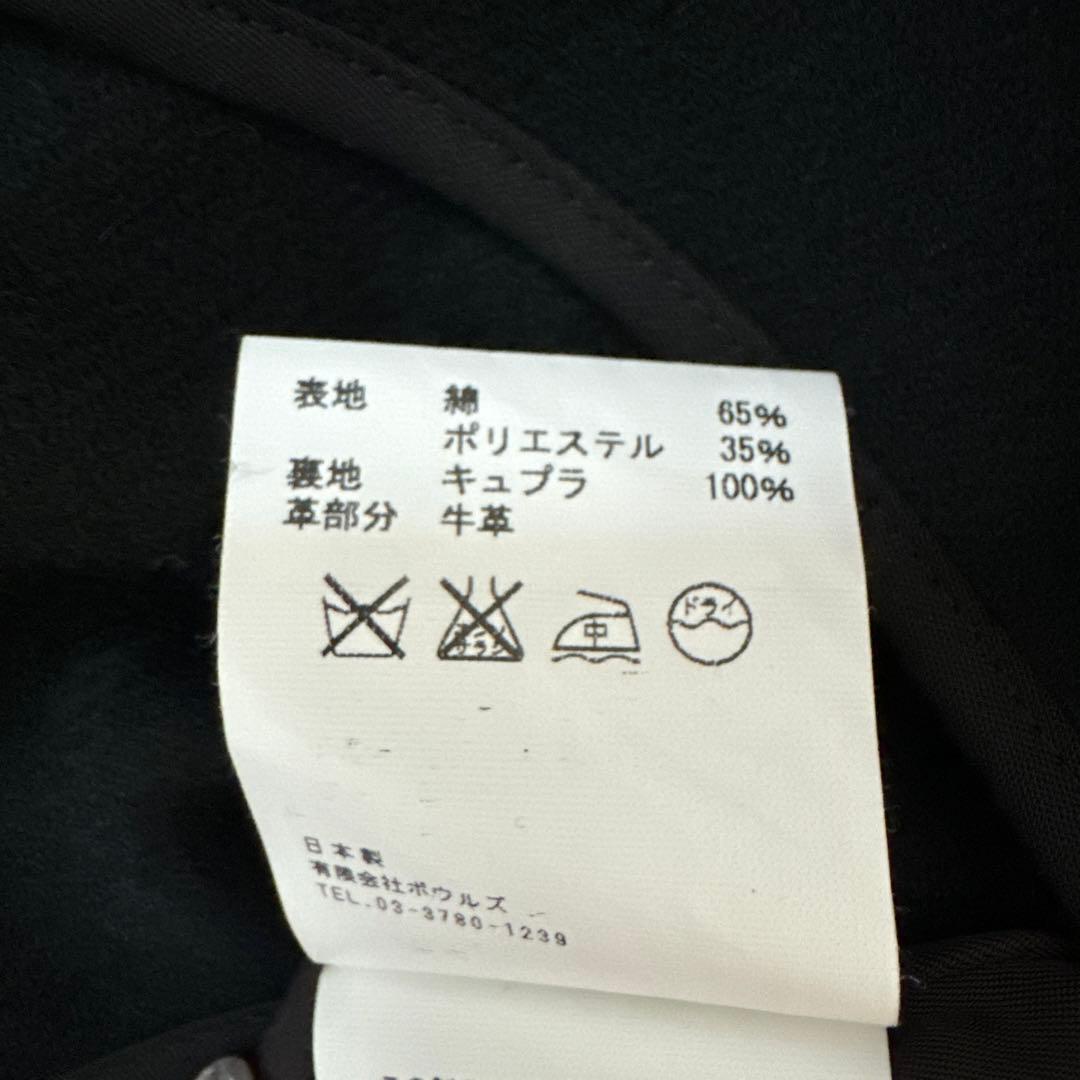 表地 綿 65%
ポリエステル 35%
裏地 キュプラ 100%
革部分 牛革
中 ドライ
日本製
有限会社ボウルズ
TEL.03-3780-1239